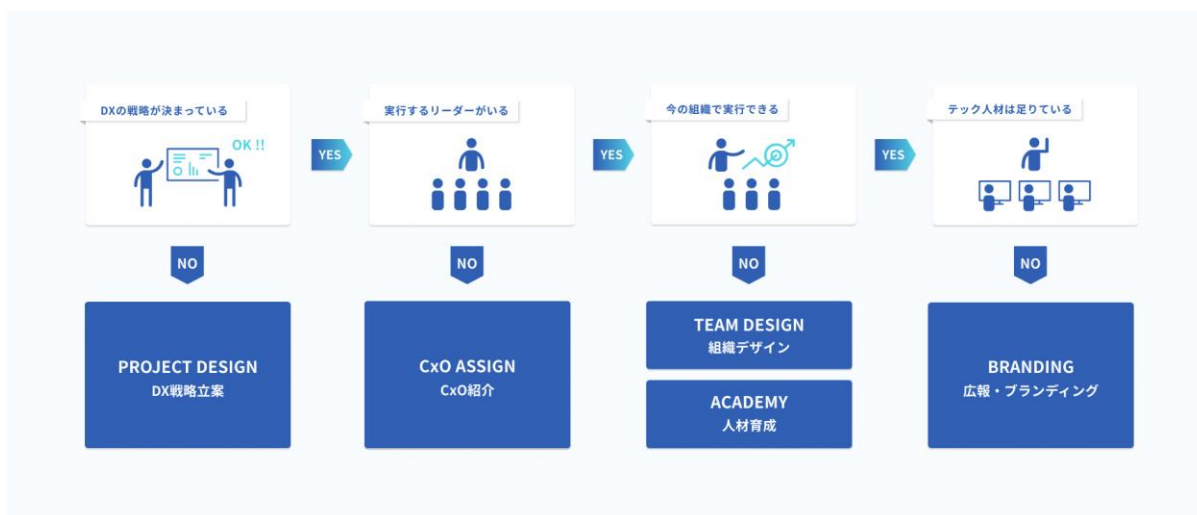 DXの戦略が決まっている
OK !!
YES
実行するリーダーがいる
YES
今の組織で実行できる
YES
テック人材は足りている
NO
NO
NO
NO
PROJECT DESIGN
DX戦略立案
CxO ASSIGN
CxO紹介
TEAM DESIGN
組織デザイン
ACADEMY
人材育成
BRANDING
広報・ブランディング